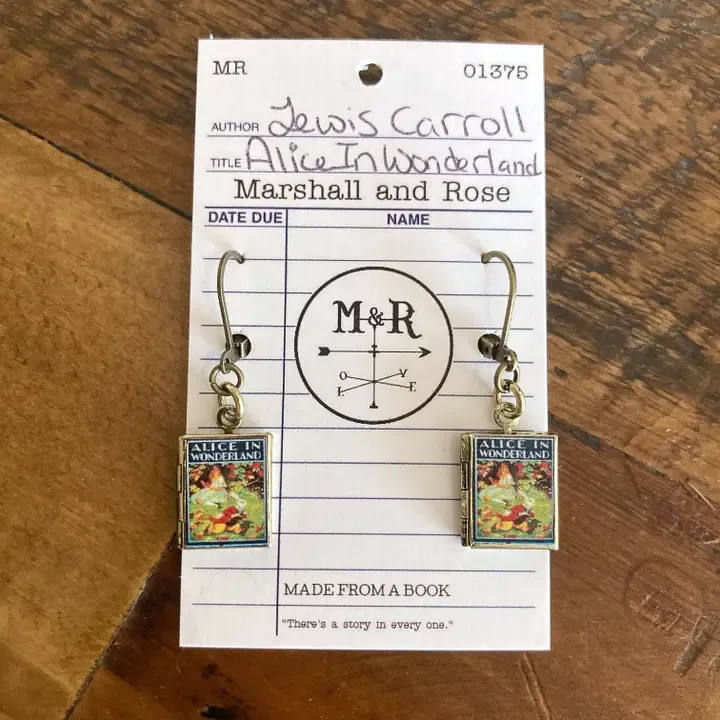 MR 01375
AUTHOR Lewis Carroll
TITLE Alice In Wonderland
Marshall and Rose
DATE DUE NAME
M&R
O V
L E
ALICE IN
WONDERLAND
ALICE IN
WONDERLAND
MADE FROM A BOOK
"There's a story in every one."